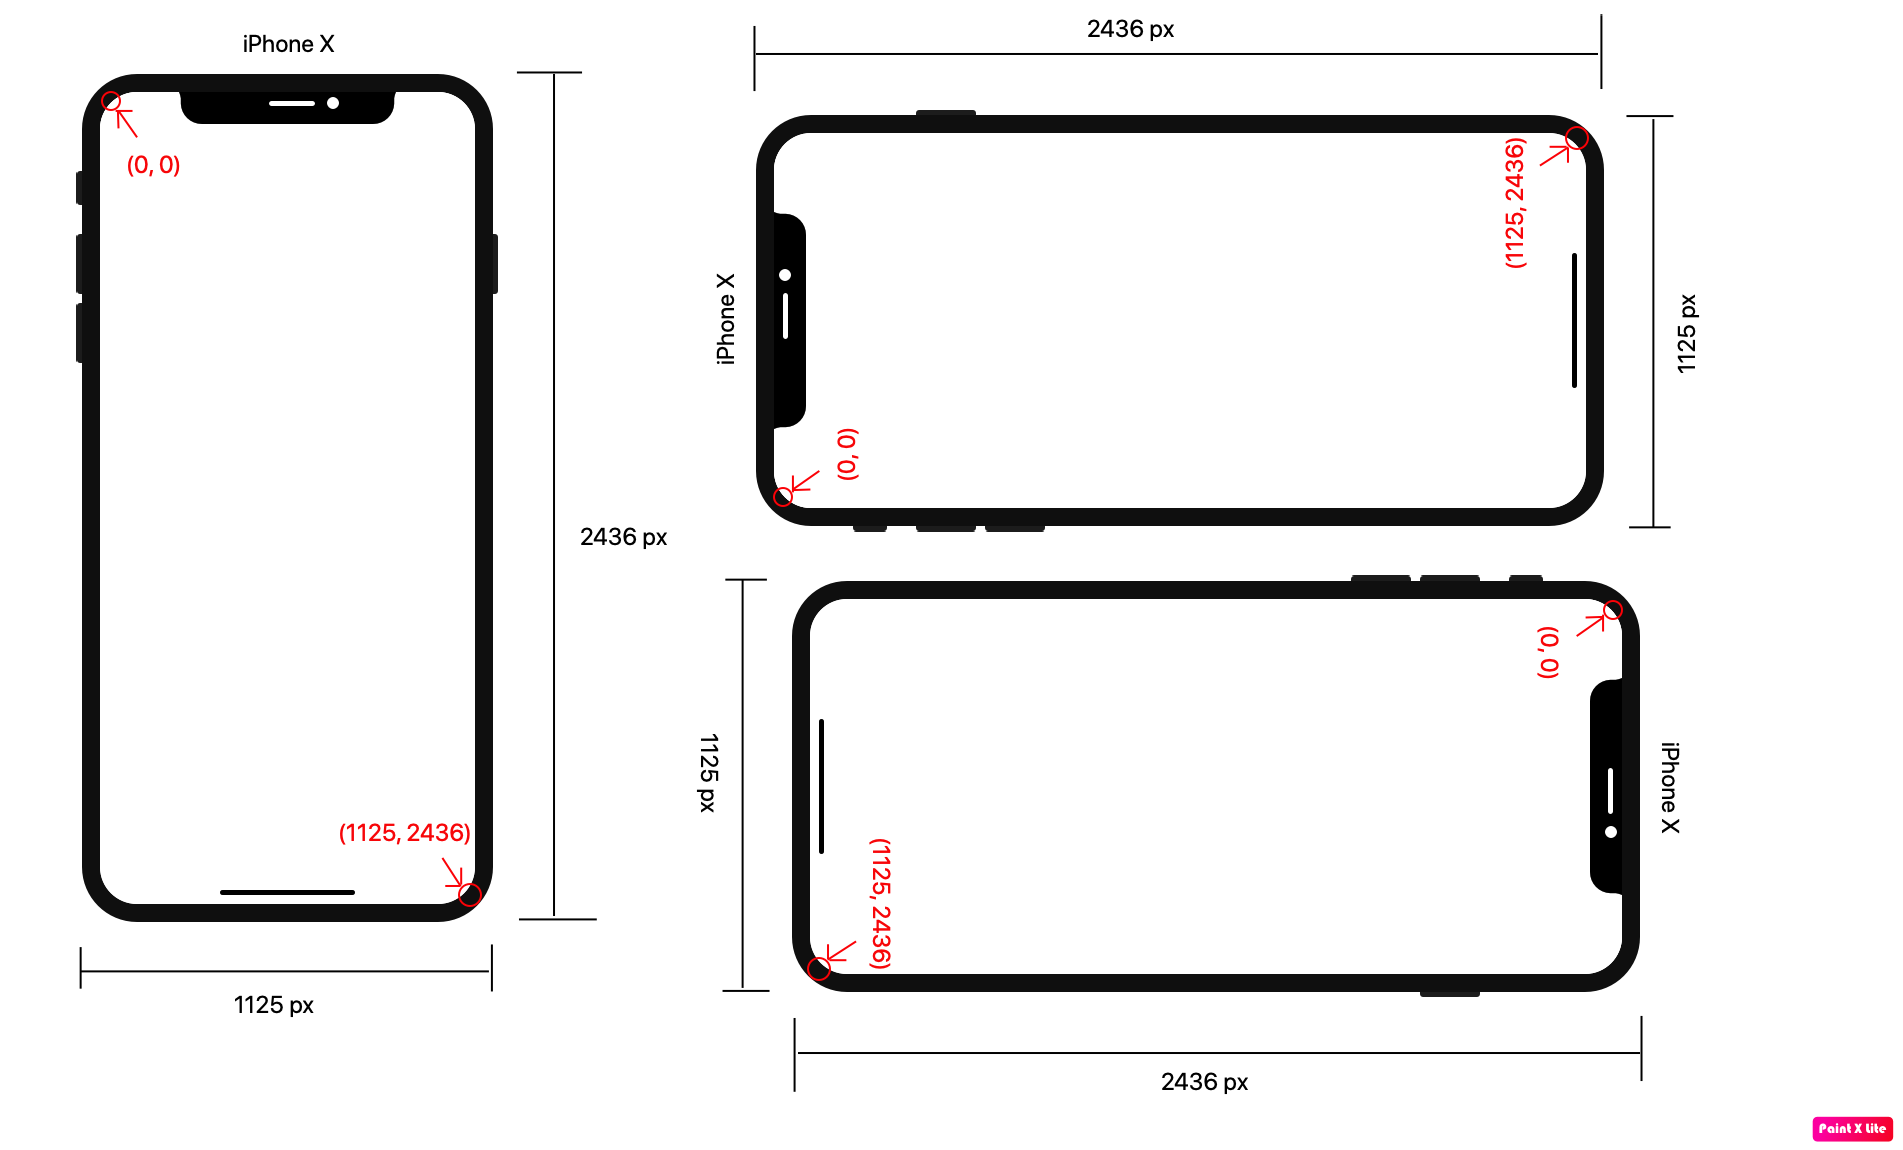 iPhone X
(0, 0)
2436 px
(1125, 2436)
1125 px
2436 px
(1125, 2436)
iPhone X
1125 px
(0, 0)
(0, 0)
1125 px
iPhone X
(1125, 2436)
2436 px
Paint X Lite